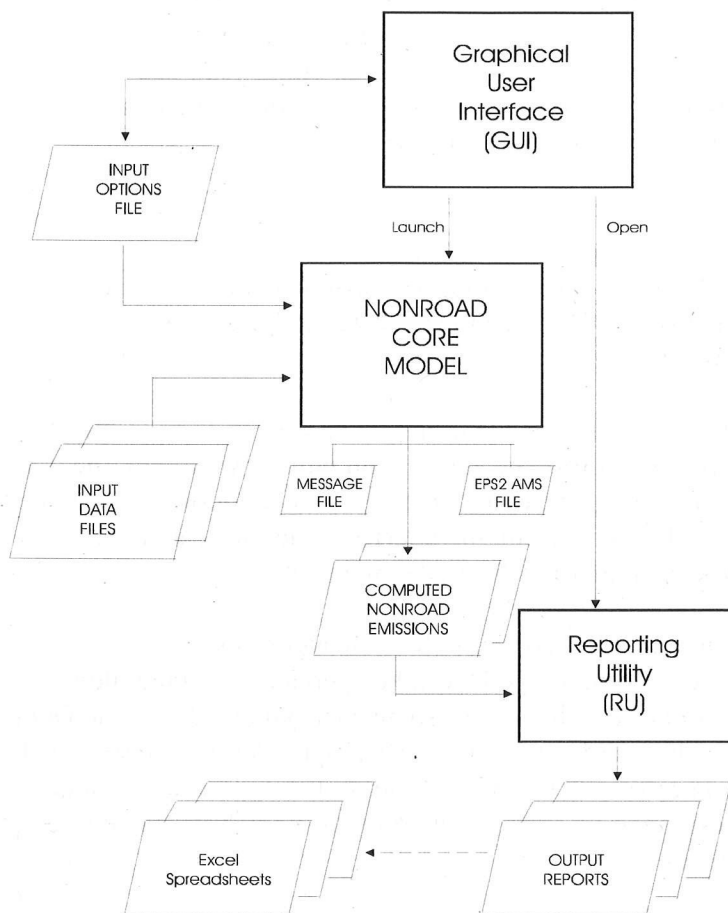 Graphical
User
Interface
(GUI)
INPUT
OPTIONS
FILE
Launch
Open
NONROAD
CORE
MODEL
INPUT
DATA
FILES
MESSAGE
FILE
EPS2 AMS
FILE
COMPUTED
NONROAD
EMISSIONS
Reporting
Utility
(RU)
Excel
Spreadsheets
OUTPUT
REPORTS